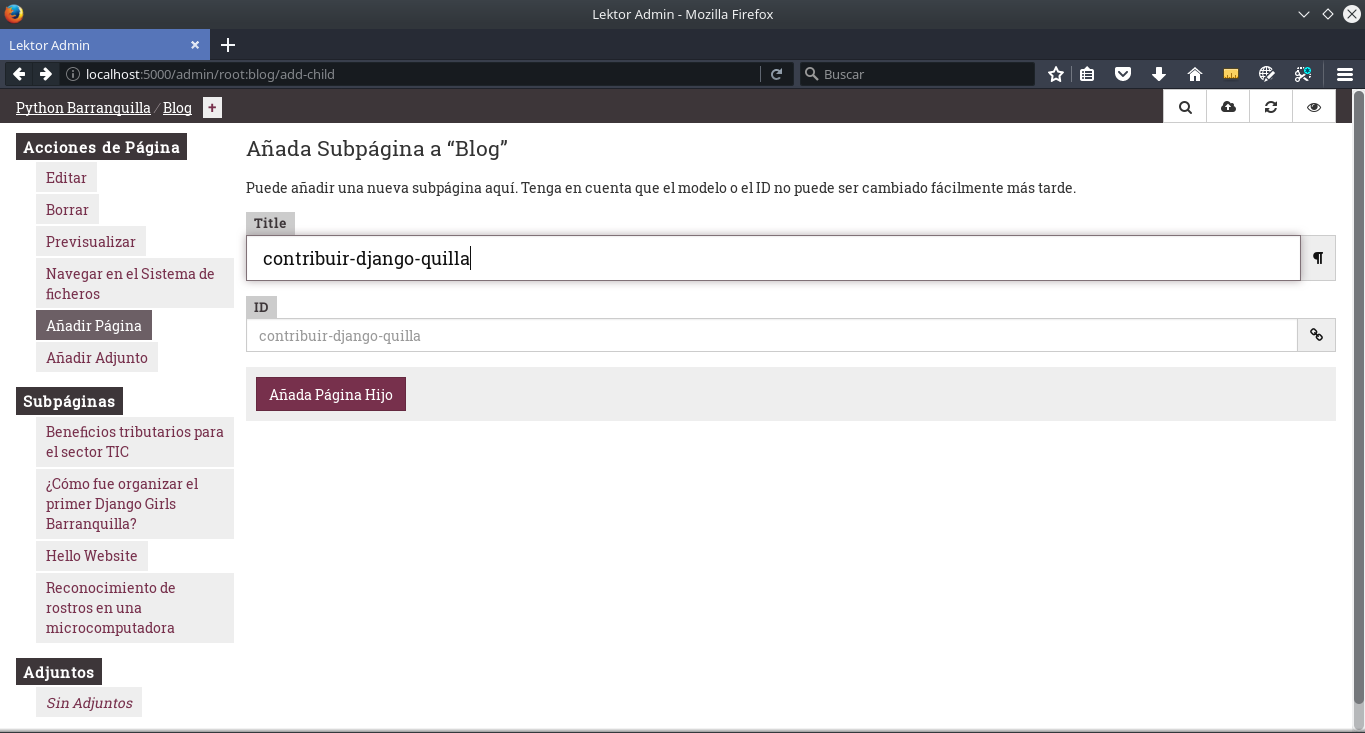 Lektor Admin - Mozilla Firefox
Lektor Admin
localhost:5000/admin/root:blog/add-child
Buscar
Python Barranquilla / Blog +
Acciones de Página
Editar
Borrar
Previsualizar
Navegar en el Sistema de
ficheros
Añadir Página
Añadir Adjunto
Subpáginas
Beneficios tributarios para
el sector TIC
¿Cómo fue organizar el
primer Django Girls
Barranquilla?
Hello Website
Reconocimiento de
rostros en una
microcomputadora
Adjuntos
Sin Adjuntos
Añada Subpágina a “Blog”
Puede añadir una nueva subpágina aquí. Tenga en cuenta que el modelo o el ID no puede ser cambiado fácilmente más tarde.
Title
contribuir-django-quilla
¶
ID
contribuir-django-quilla
Añada Página Hijo